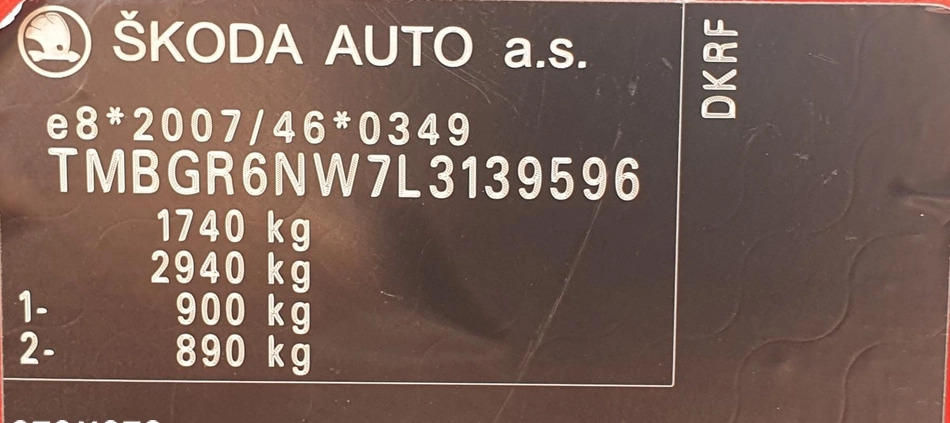 ŠKODA AUTO a.s.
DKRF
e8*2007/46*0349
TMBGR6NW7L3139596
1740 kg
2940 kg
1- 900 kg
2- 890 kg